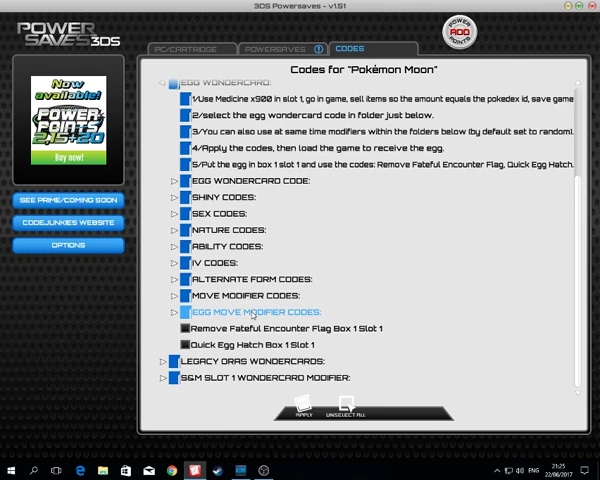 3DS Powersaves - v1.51
POWER
SAVES 3DS
POWER
ADD
POINTS
PC/CARTRIDGE
POWERSAVES
CODES
Now
available!
POWER
POINTS
Buy now!
SEE PRIME/COMING SOON
CODEJUNKIES WEBSITE
OPTIONS
Codes for "Pokèmon Moon"
EGG WONDERCARD:
1/Use Medicine x900 in slot 1, go in game, sell items so the amount equals the pokedex id, save game
2/select the egg wondercard code in folder just below.
3/You can also use at same time modifiers within the folders below (by default set to random).
4/Apply the codes, then load the game to receive the egg.
5/Put the egg in box 1 slot 1 and use the codes: Remove Fateful Encounter Flag, Quick Egg Hatch.
EGG WONDERCARD CODE:
SHINY CODES:
SEX CODES:
NATURE CODES:
ABILITY CODES:
IV CODES:
ALTERNATE FORM CODES:
MOVE MODIFIER CODES:
EGG MOVE MODIFIER CODES:
Remove Fateful Encounter Flag Box 1 Slot 1
Quick Egg Hatch Box 1 Slot 1
LEGACY ORAS WONDERCARDS:
S&M SLOT 1 WONDERCARD MODIFIER:
APPLY
UNSELECT ALL
ENG
21:25
22/06/2017